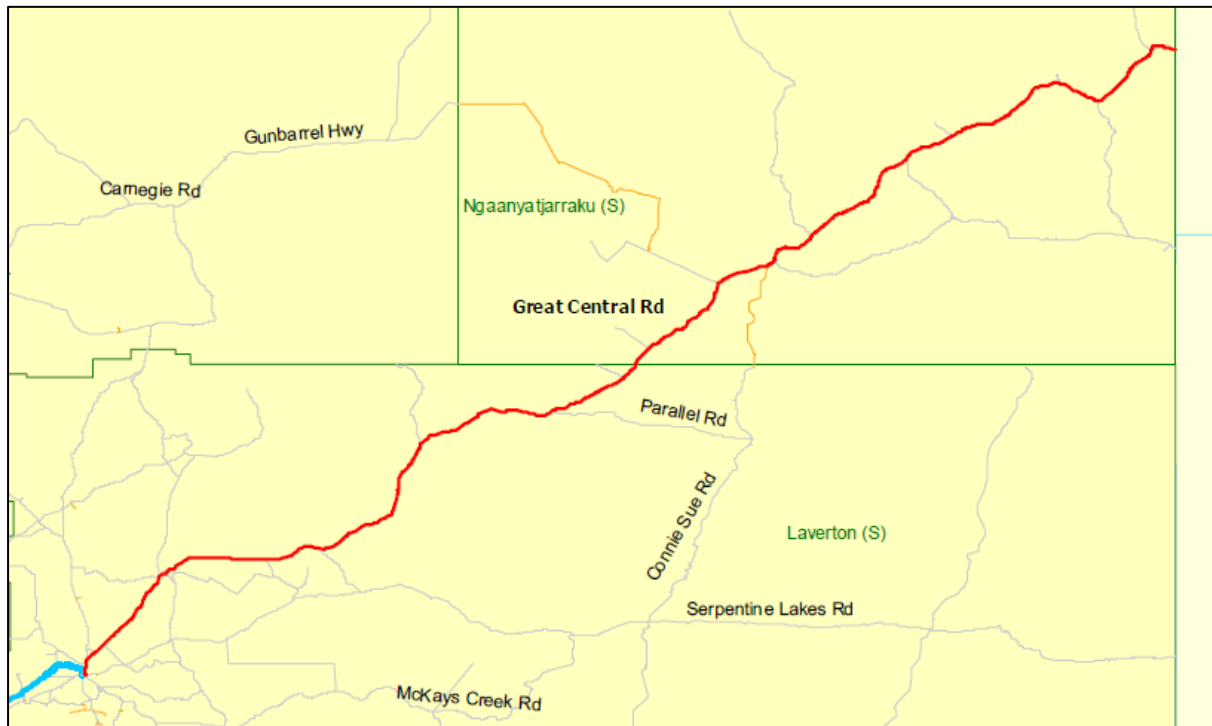 Gunbarrel Hwy
Carnegie Rd
Ngaanyatjarraku (S)
Great Central Rd
Parallel Rd
Connie Sue Rd
Laverton (S)
Serpentine Lakes Rd
McKays Creek Rd